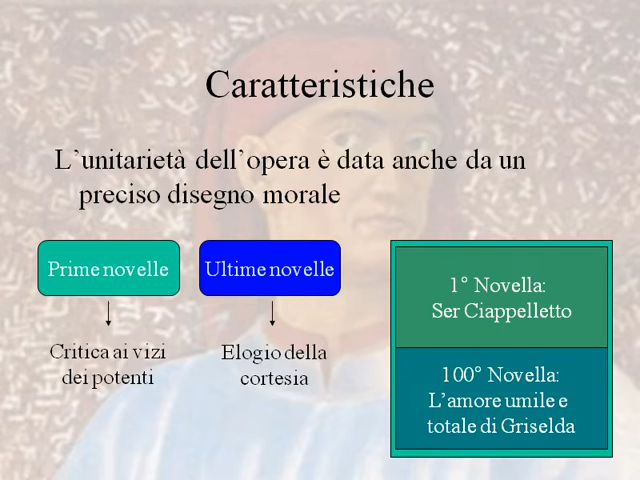 Caratteristiche
L’unitarietà dell’opera è data anche da un
preciso disegno morale
Prime novelle
Critica ai vizi
dei potenti
Ultime novelle
Elogio della
cortesia
1° Novella:
Ser Ciappelletto
100° Novella:
L’amore umile e
totale di Griselda